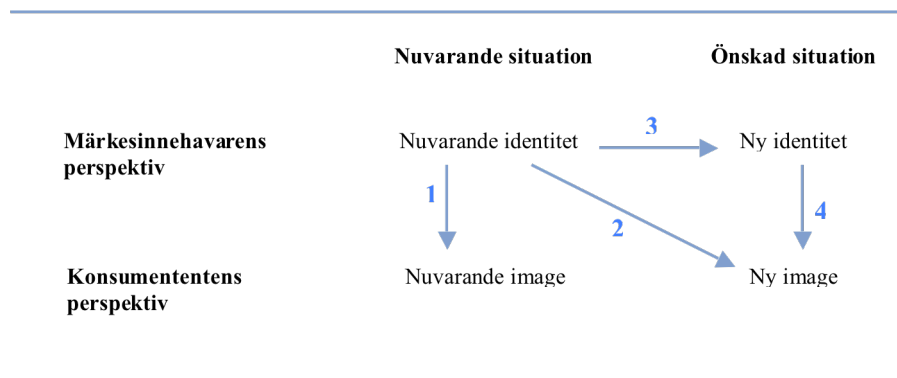 Nuvarande situation Önskad situation
Märkesinnehavarens
perspektiv
Nuvarande identitet 3 Ny identitet
1 2 4
Konsumententens
perspektiv
Nuvarande image Ny image